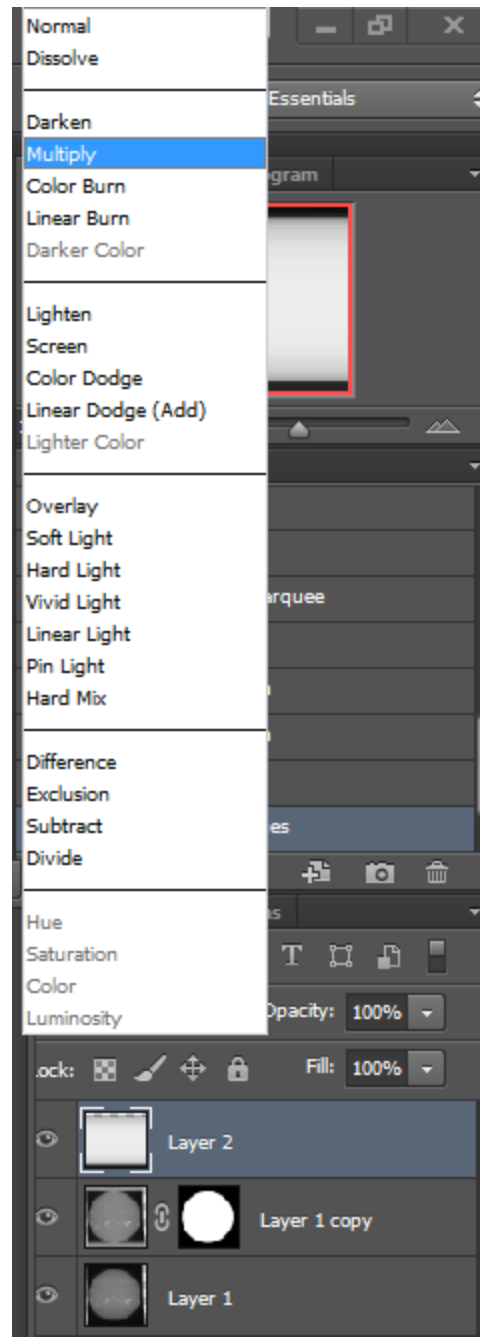 Normal
Dissolve
Essentials
Darken
Multiply
gram
Color Burn
Linear Burn
Darker Color
Lighten
Screen
Color Dodge
Linear Dodge (Add)
Lighter Color
Overlay
Soft Light
Hard Light
Vivid Light
arquee
Linear Light
Pin Light
Hard Mix
Difference
Exclusion
Subtract
es
Divide
Hue
Saturation
Color
Luminosity
Opacity: 100%
Lock: Fill: 100%
Layer 2
Layer 1 copy
Layer 1